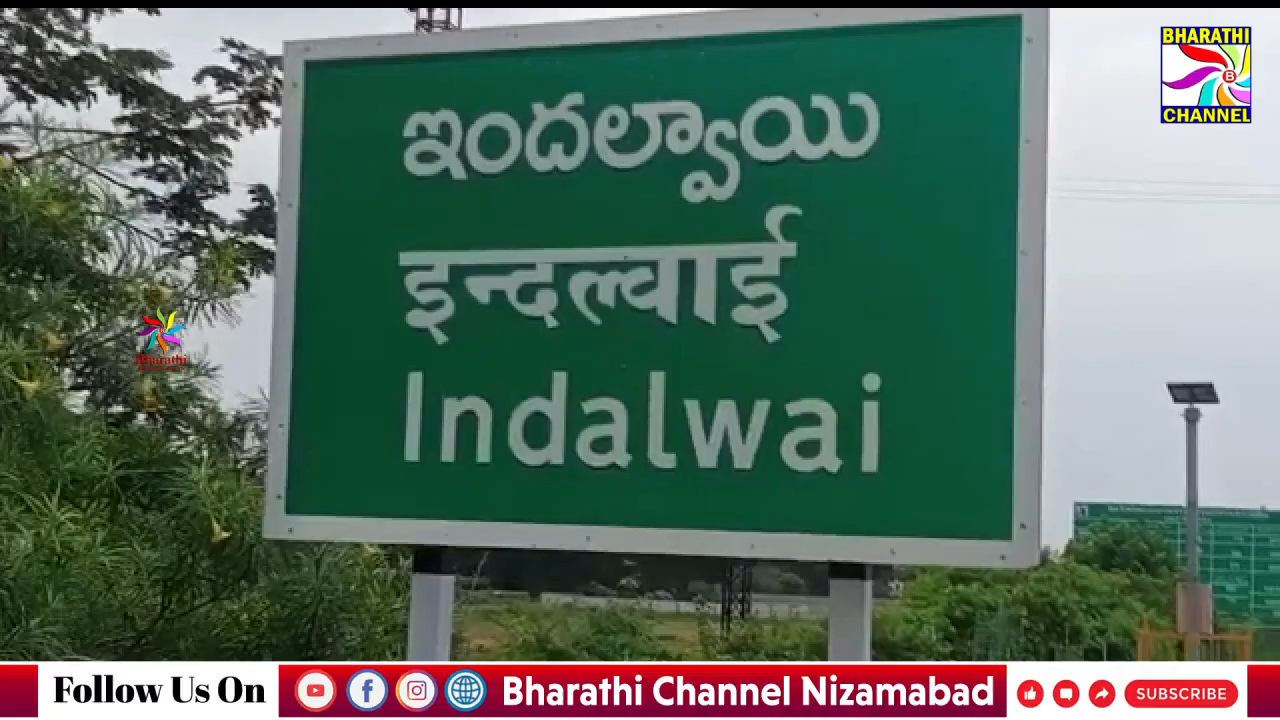 BHARATHI
B
CHANNEL
ఇందల్వాయి
इन्दल्वाई
Indalwai
Bharathi
Follow Us On
Bharathi Channel Nizamabad
SUBSCRIBE